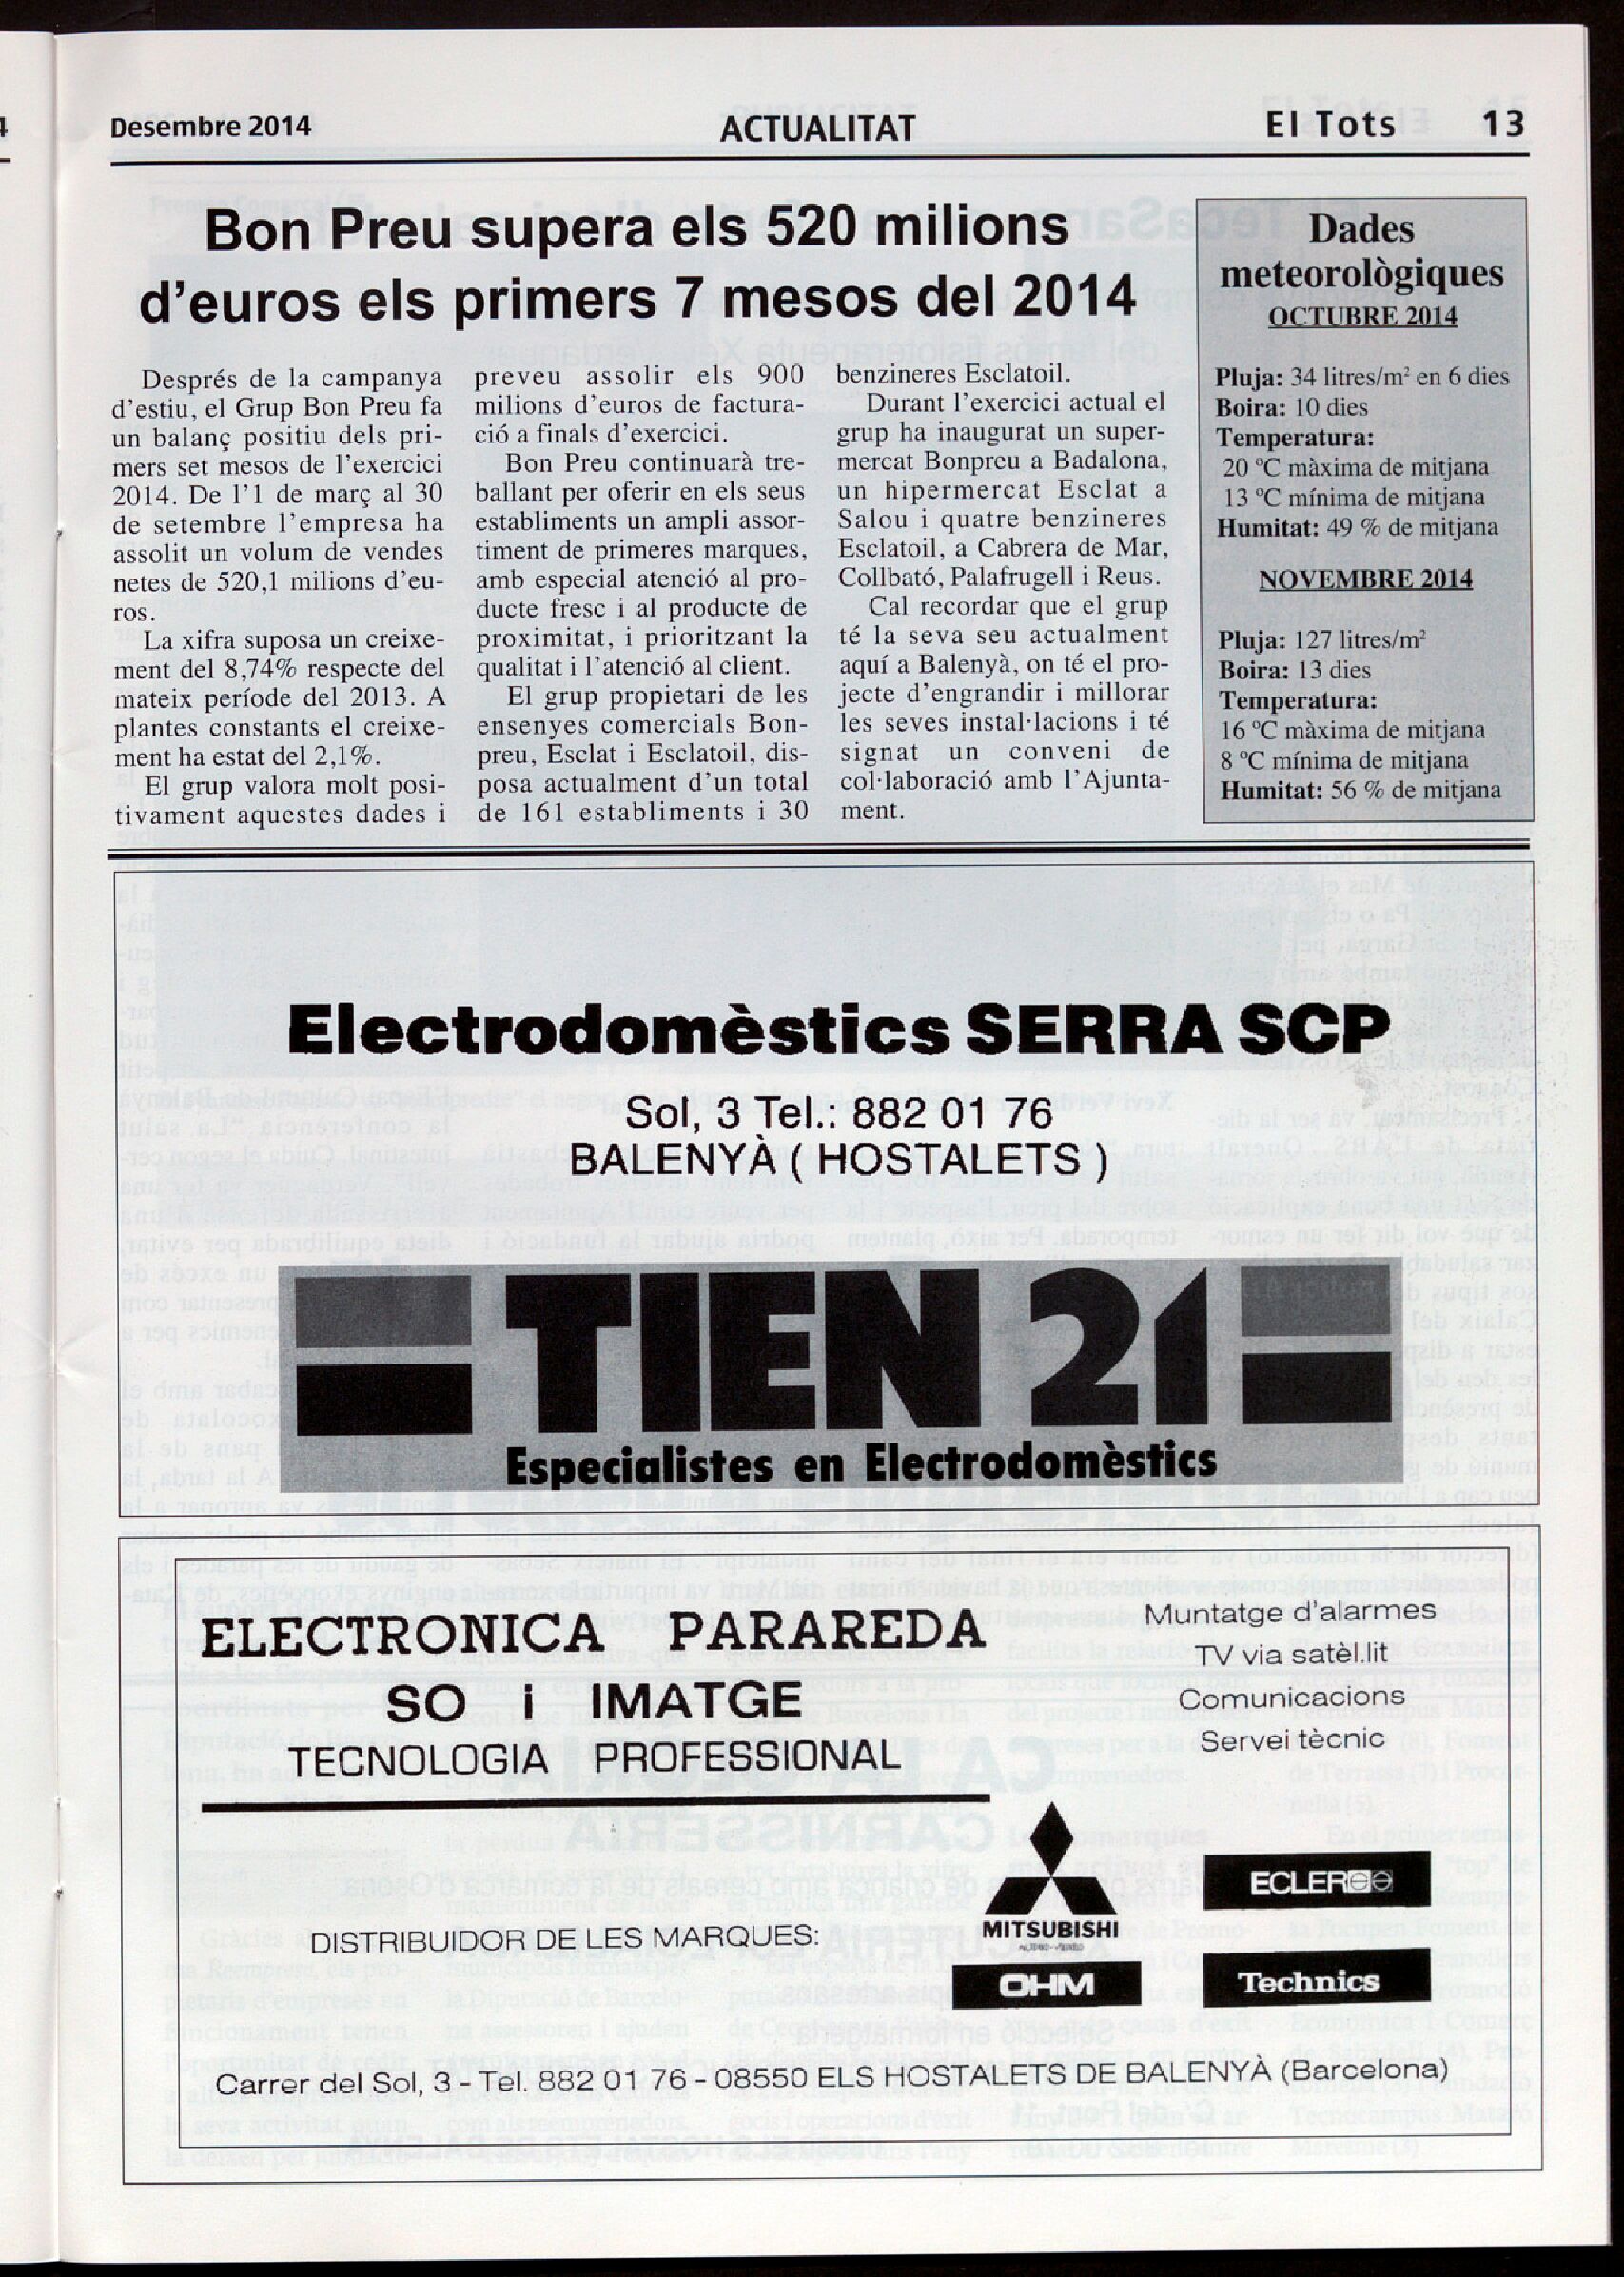 Desembre 2014
ACTUALITAT
El Tots 13
Bon Preu supera els 520 milions
d'euros els primers 7 mesos del 2014
Després de la campanya
d'estiu, el Grup Bon Preu fa
un balanç positiu dels pri-
mers set mesos de l'exercici
2014. De l'1 de març al 30
de setembre l'empresa ha
assolit un volum de vendes
netes de 520,1 milions d'eu-
ros.
La xifra suposa un creixe-
ment del 8,74% respecte del
mateix període del 2013. A
plantes constants el creixe-
ment ha estat del 2,1%.
El grup valora molt posi-
tivament aquestes dades i
preveu assolir els 900
milions d'euros de factura-
ció a finals d'exercici.
Bon Preu continuarà tre-
ballant per oferir en els seus
establiments un ampli assor-
timent de primeres marques,
amb especial atenció al pro-
ducte fresc i al producte de
proximitat, i prioritzant la
qualitat i l'atenció al client.
El grup propietari de les
ensenyes comercials Bon-
preu, Esclat i Esclatoil, dis-
posa actualment d'un total
de 161 establiments i 30
benzineres Esclatoil.
Durant l'exercici actual el
grup ha inaugurat un super-
mercat Bonpreu a Badalona,
un hipermercat Esclat a
Salou i quatre benzineres
Esclatoil, a Cabrera de Mar,
Collbató, Palafrugell i Reus.
Cal recordar que el grup
té la seva seu actualment
aquí a Balenyà, on té el pro-
jecte d'engrandir i millorar
les seves instal·lacions i té
signat un conveni de
col·laboració amb l'Ajunta-
ment.
Dades
meteorològiques
OCTUBRE 2014
Pluja: 34 litres/m² en 6 dies
Boira: 10 dies
Temperatura:
20 ºC màxima de mitjana
13 ºC mínima de mitjana
Humitat: 49 % de mitjana
NOVEMBRE 2014
Pluja: 127 litres/m²
Boira: 13 dies
Temperatura:
16 ºC màxima de mitjana
8 ºC mínima de mitjana
Humitat: 56 % de mitjana
Electrodomèstics SERRA SCP
Sol, 3 Tel.: 882 01 76
BALENYÀ ( HOSTALETS )
TIEN 21
Especialistes en Electrodomèstics
ELECTRONICA PARAREDA
SO i IMATGE
TECNOLOGIA PROFESSIONAL
Muntatge d'alarmes
TV via satèl.lit
Comunicacions
Servei tècnic
DISTRIBUIDOR DE LES MARQUES:
MITSUBISHI
OHM
ECLER
Technics
Carrer del Sol, 3 - Tel. 882 01 76 - 08550 ELS HOSTALETS DE BALENYÀ (Barcelona)